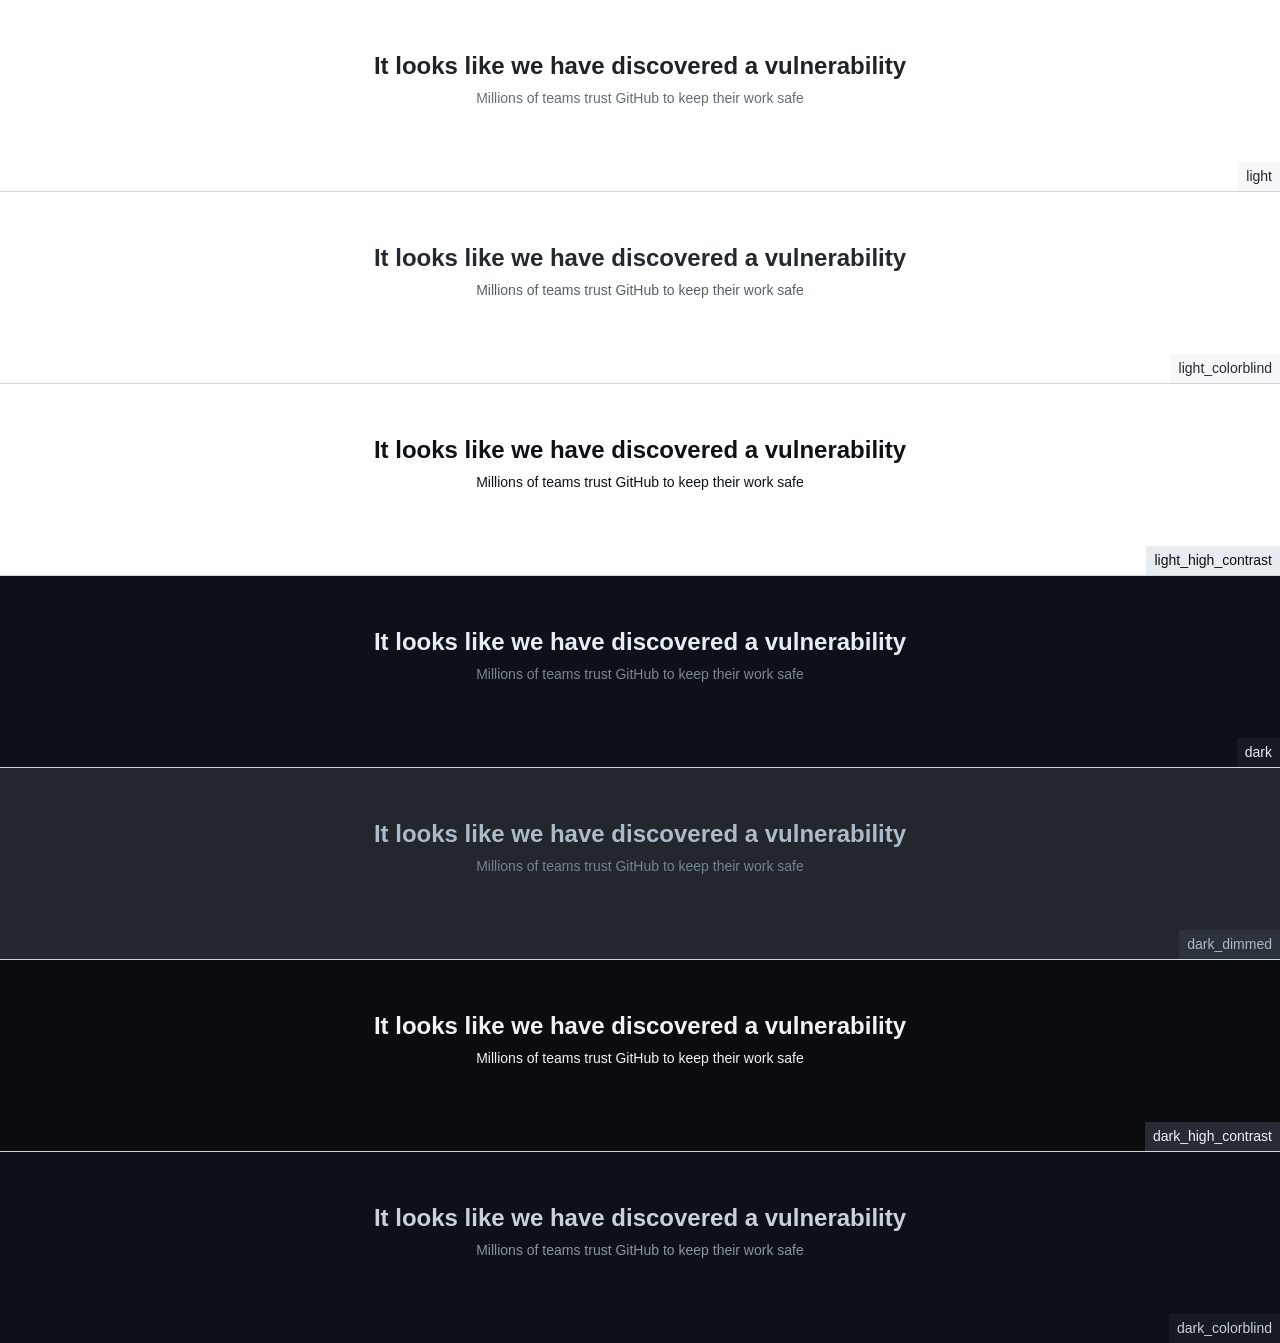 It looks like we have discovered a vulnerability
Millions of teams trust GitHub to keep their work safe
light
It looks like we have discovered a vulnerability
Millions of teams trust GitHub to keep their work safe
light_colorblind
It looks like we have discovered a vulnerability
Millions of teams trust GitHub to keep their work safe
light_high_contrast
It looks like we have discovered a vulnerability
Millions of teams trust GitHub to keep their work safe
dark
It looks like we have discovered a vulnerability
Millions of teams trust GitHub to keep their work safe
dark_dimmed
It looks like we have discovered a vulnerability
Millions of teams trust GitHub to keep their work safe
dark_high_contrast
It looks like we have discovered a vulnerability
Millions of teams trust GitHub to keep their work safe
dark_colorblind